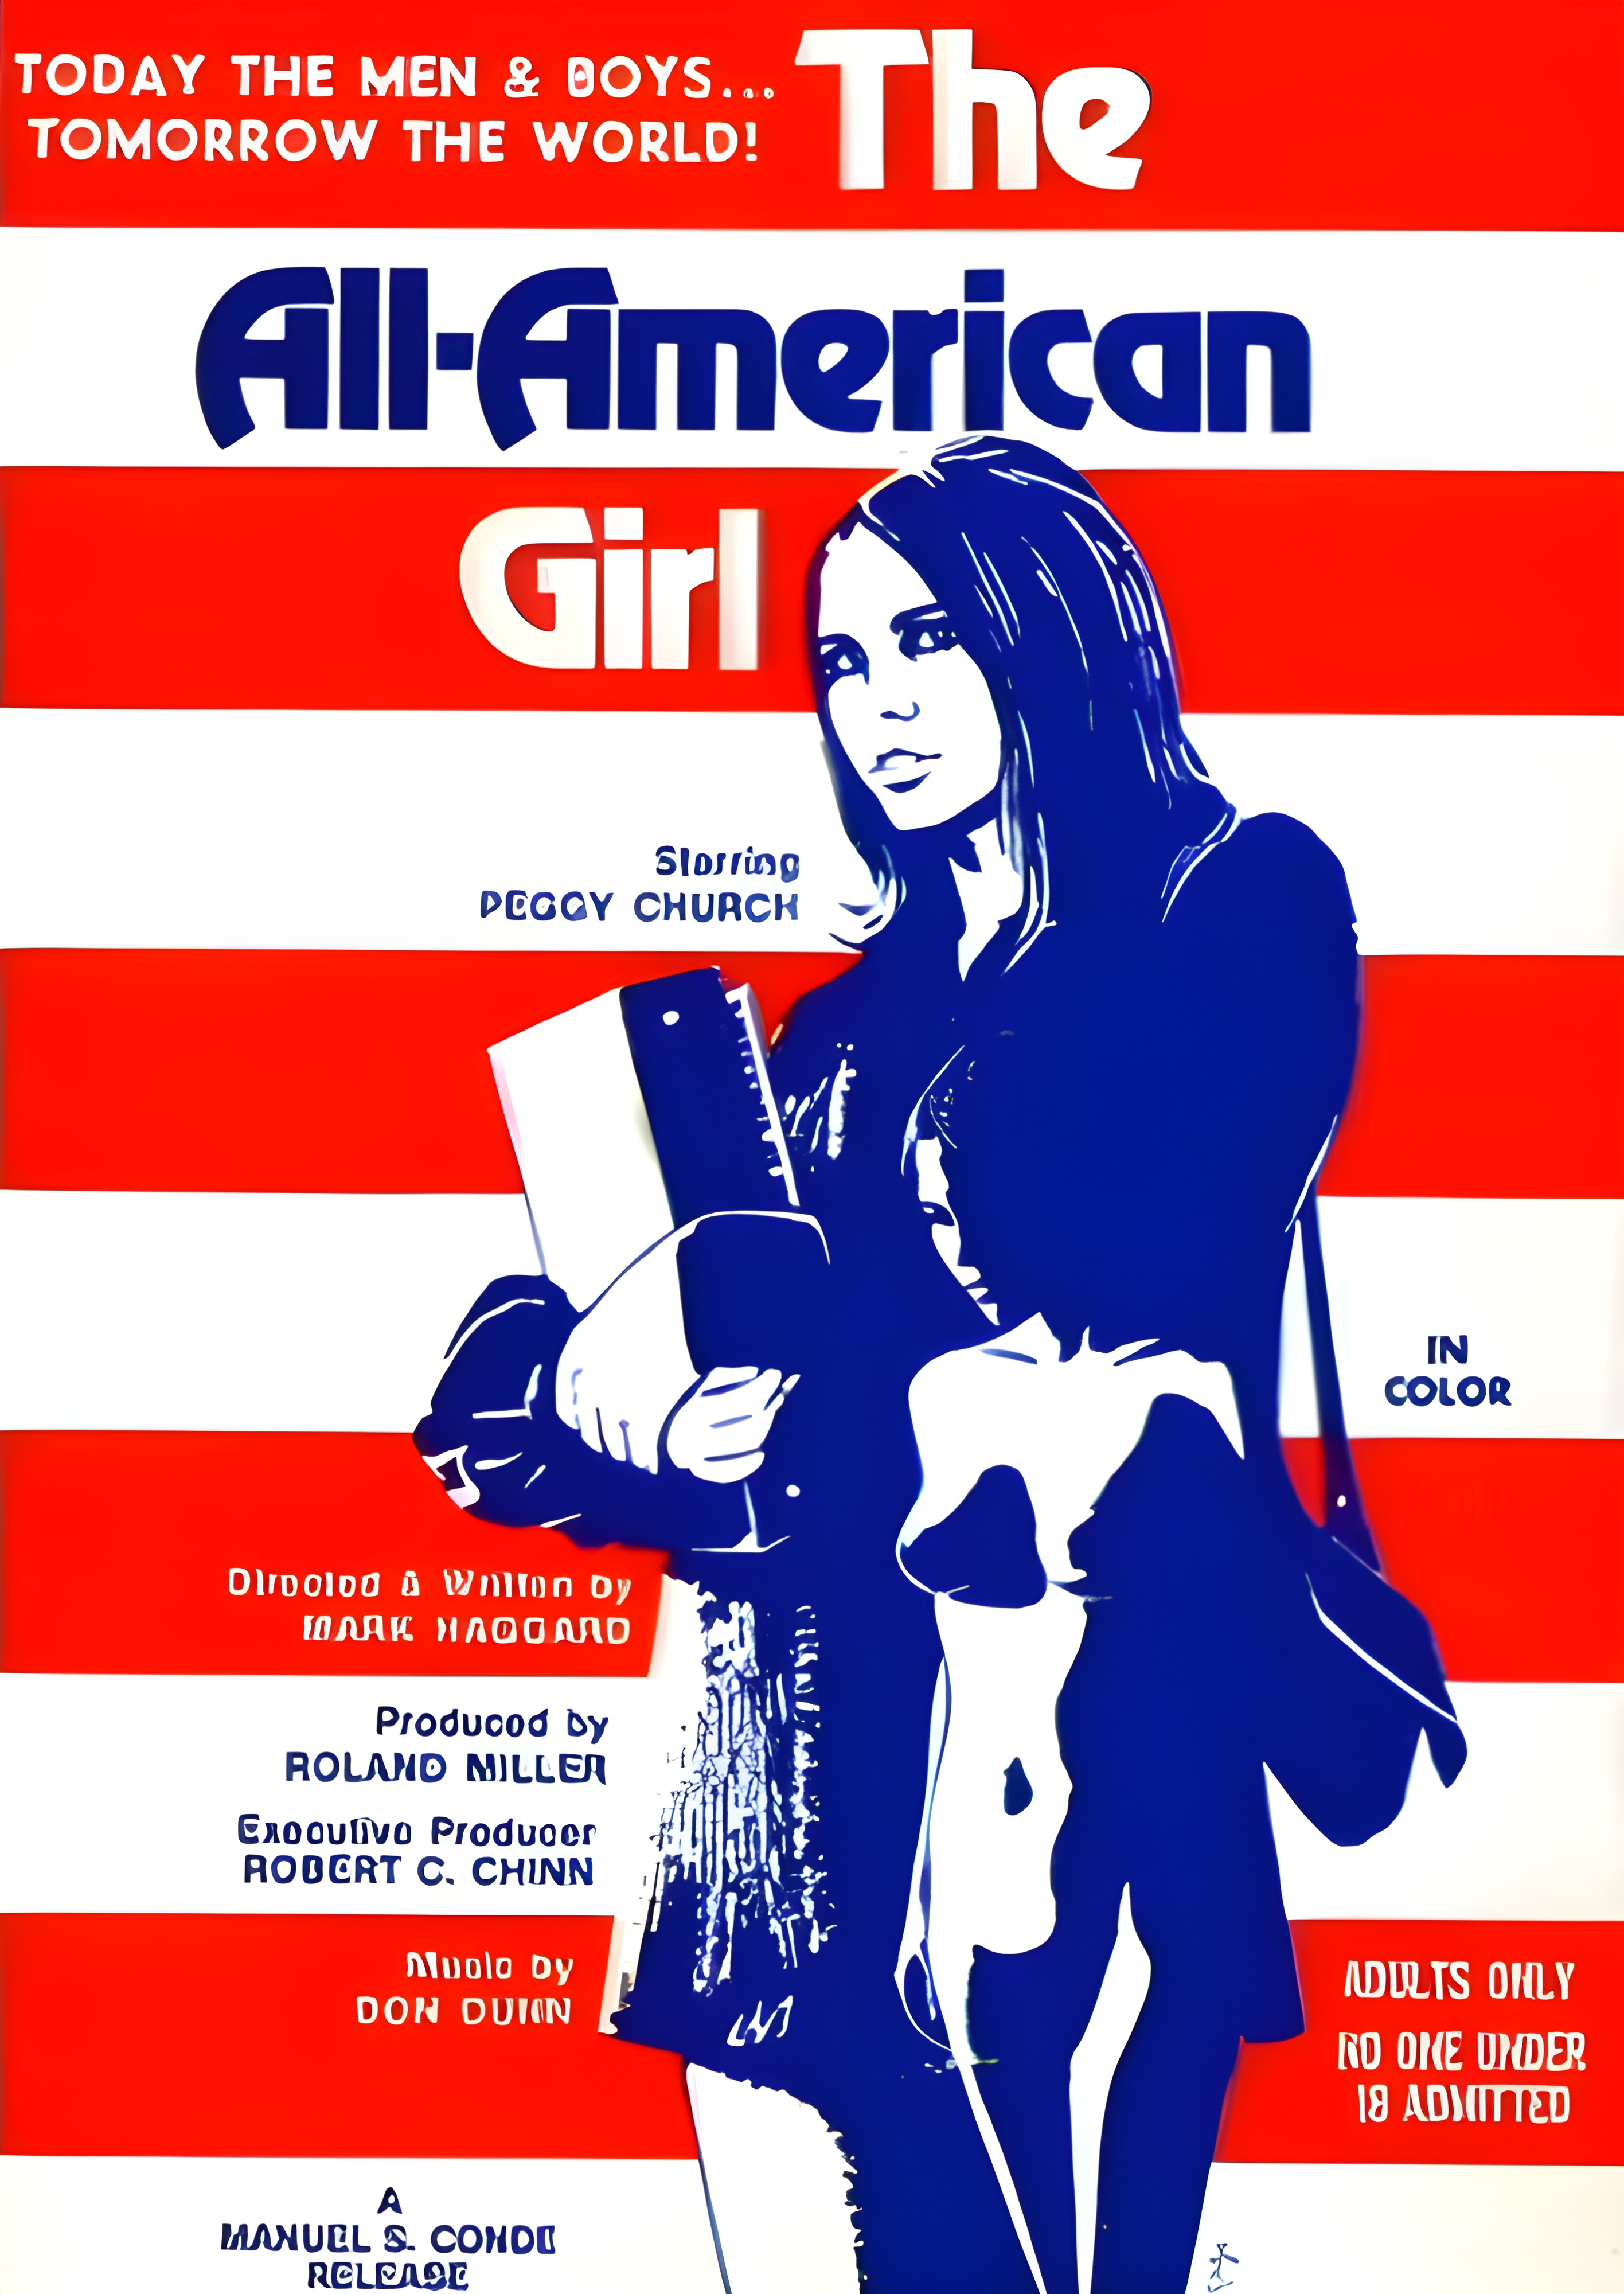 TODAY THE MEN & BOYS...
TOMORROW THE WORLD!
The
All-American
Girl
Starring
PEGGY CHURCH
IN
COLOR
Directed & Written by
MARK HAGGARD
Produced by
ROLAND MILLER
Executive Producer
ROBERT C. CHINN
Music by
DON DUNN
ADULTS ONLY
NO ONE UNDER
18 ADMITTED
A
MANUEL S. CONDE
RELEASE